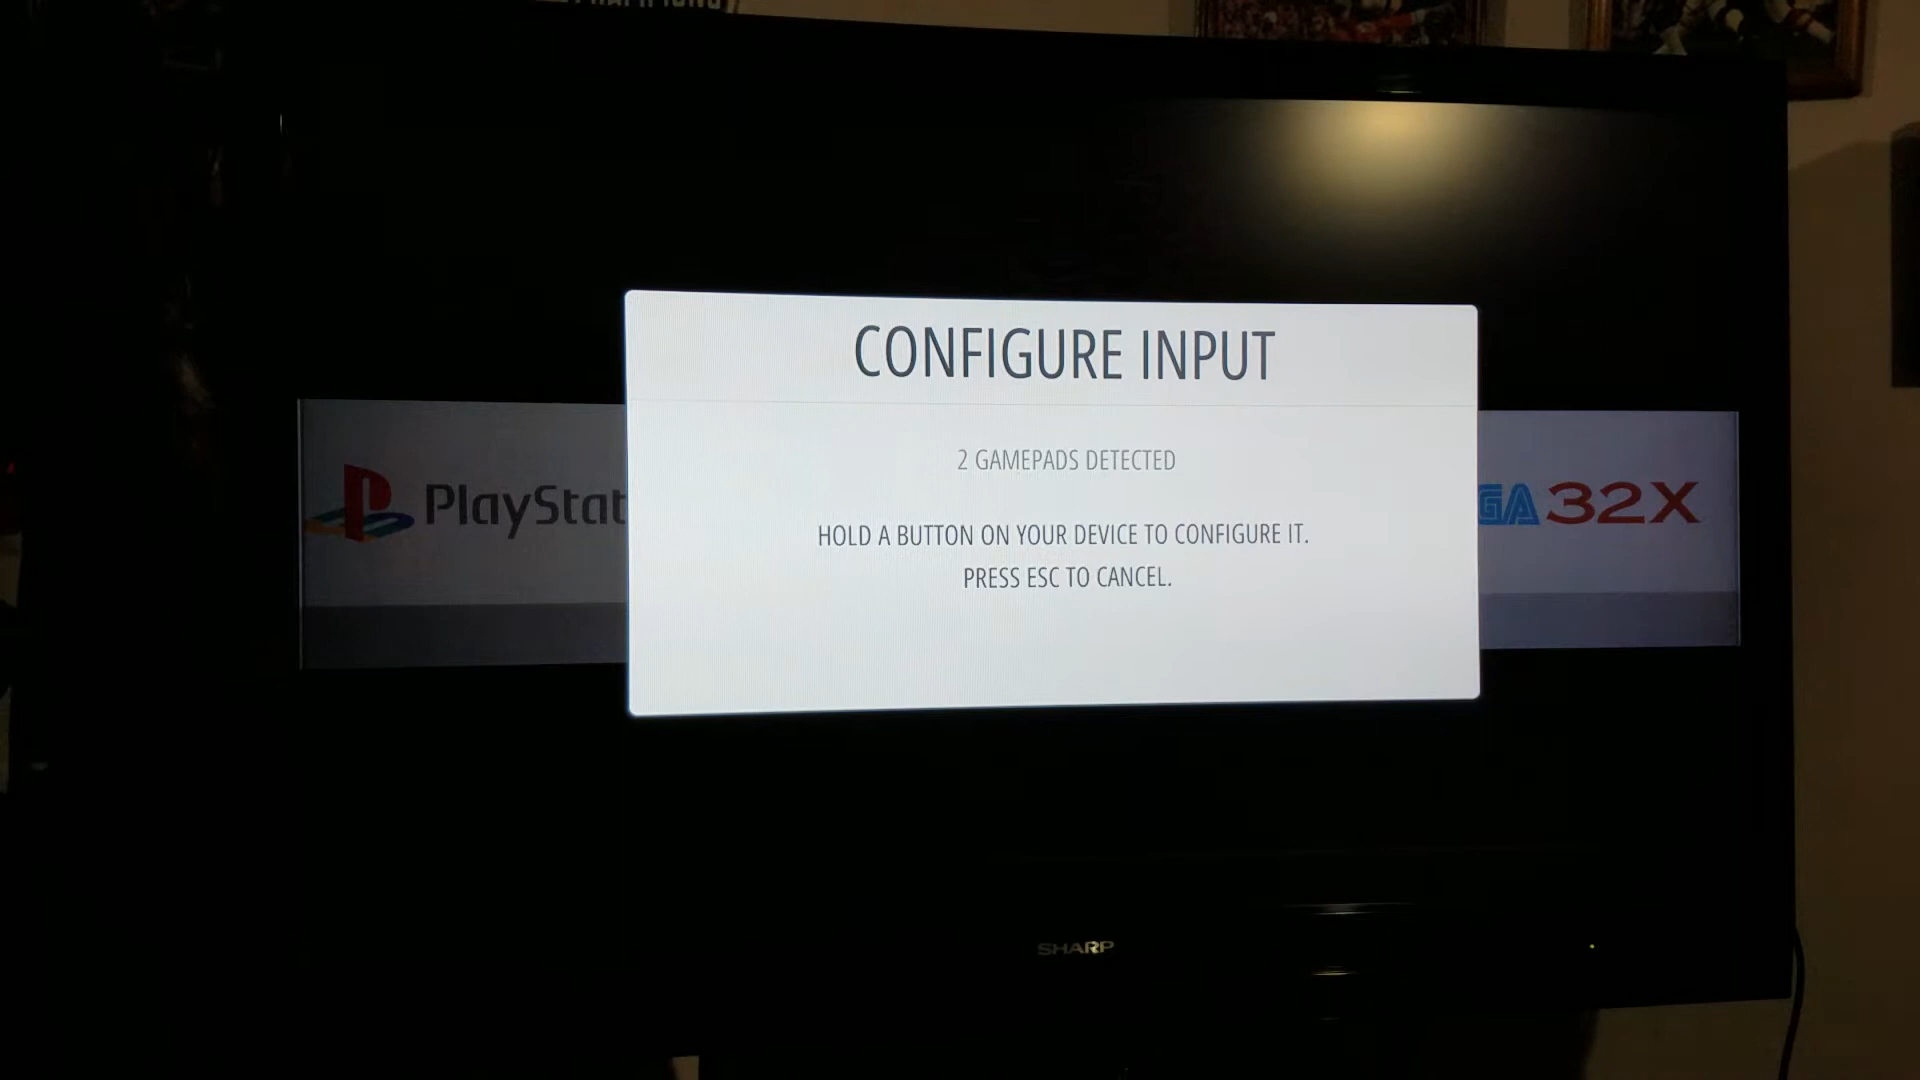 CONFIGURE INPUT
2 GAMEPADS DETECTED
HOLD A BUTTON ON YOUR DEVICE TO CONFIGURE IT.
PRESS ESC TO CANCEL.
PlayStat
GA 32X
SHARP